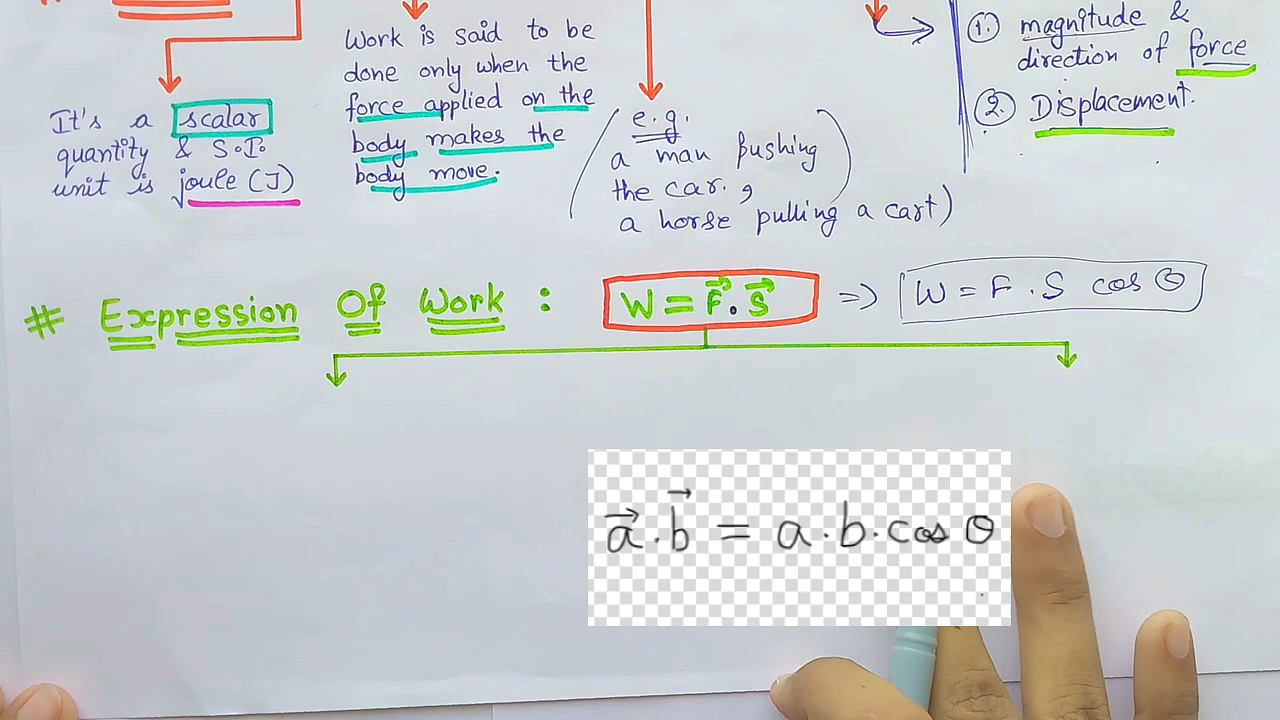 It's a scalar
quantity & S.I.
unit is joule (J)
Work is said to be
done only when the
force applied on the
body makes the
body move.
(e.g.
a man pushing
the car. ,
a horse pulling a cart)
1. magnitude &
direction of force
2. Displacement.
# Expression Of Work : W = F⃗ . S⃗ => W = F . S cos θ
a⃗ . b⃗ = a . b . cos θ